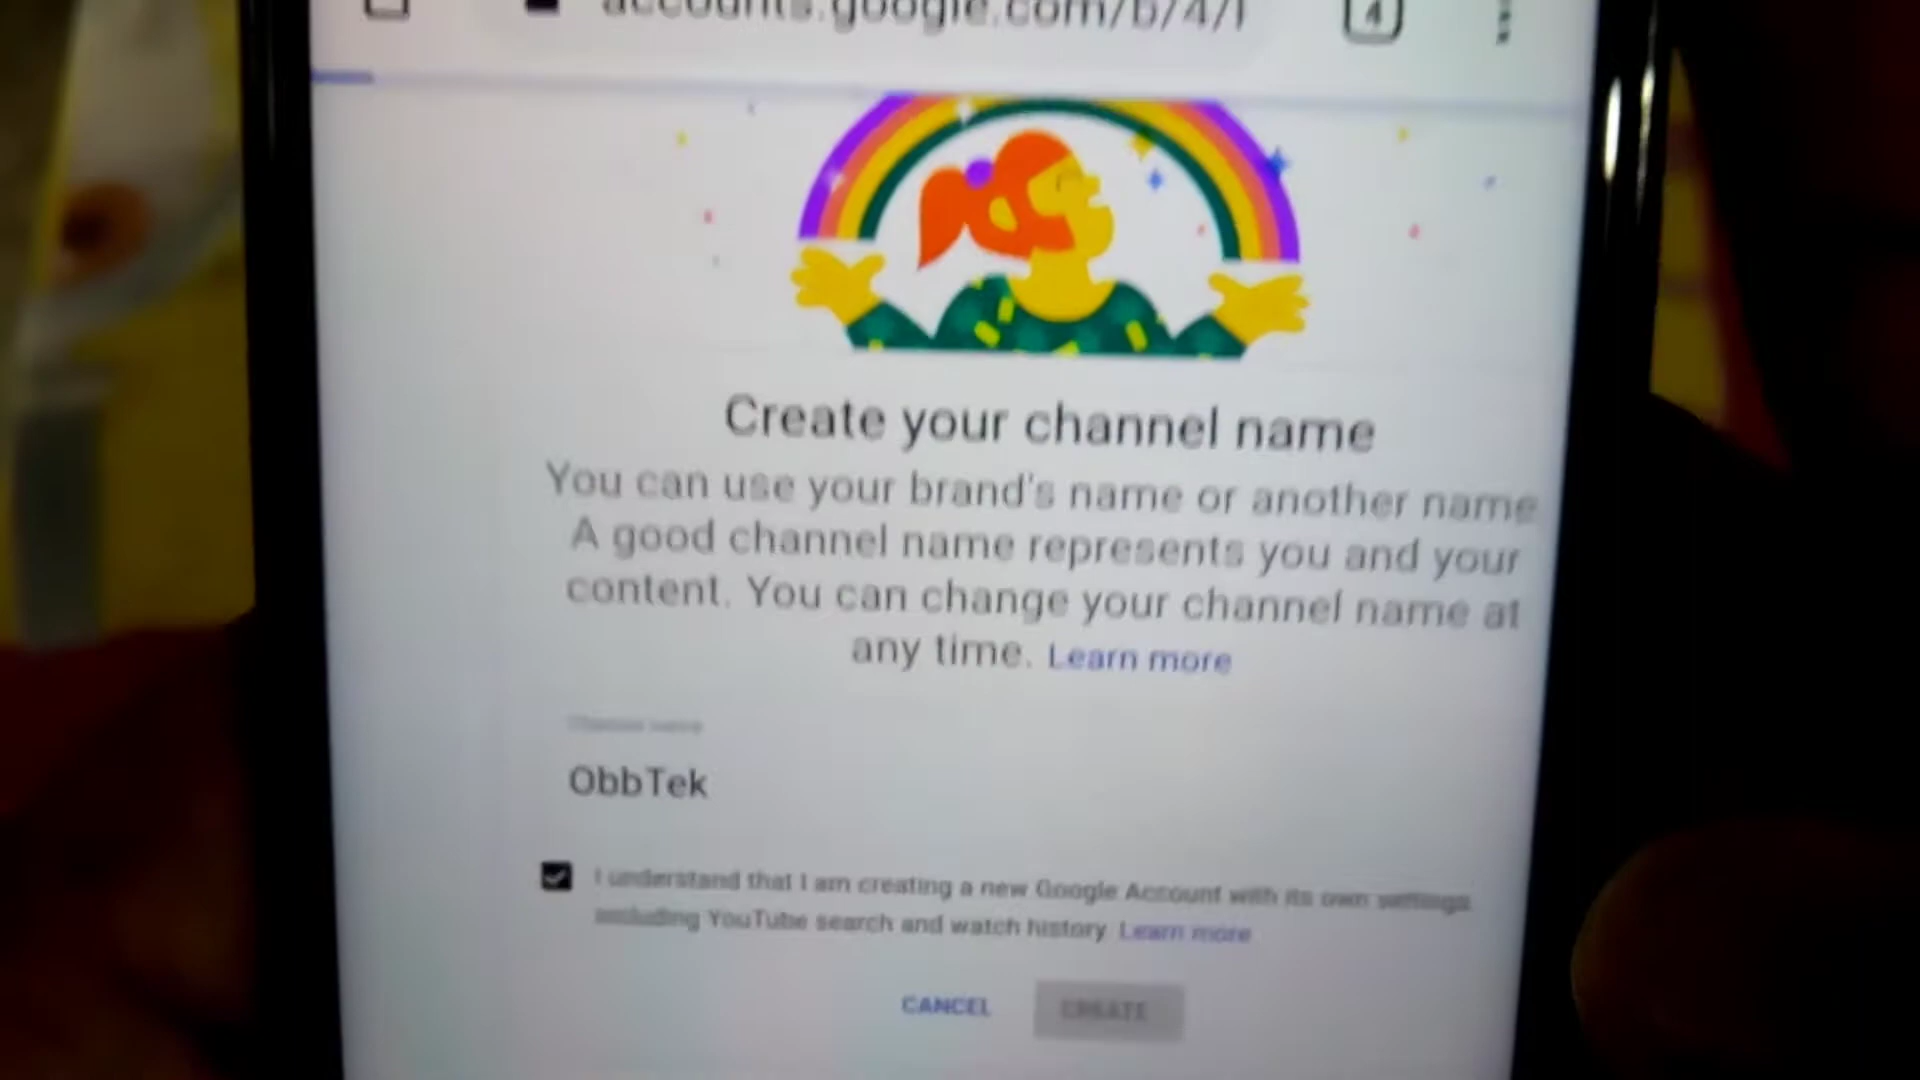 accounts.google.com/b/4/
4
Create your channel name
You can use your brand's name or another name
A good channel name represents you and your
content. You can change your channel name at
any time. Learn more
Channel name
ObbTek
I understand that I am creating a new Google Account with its own settings
including YouTube search and watch history. Learn more
CANCEL
CREATE